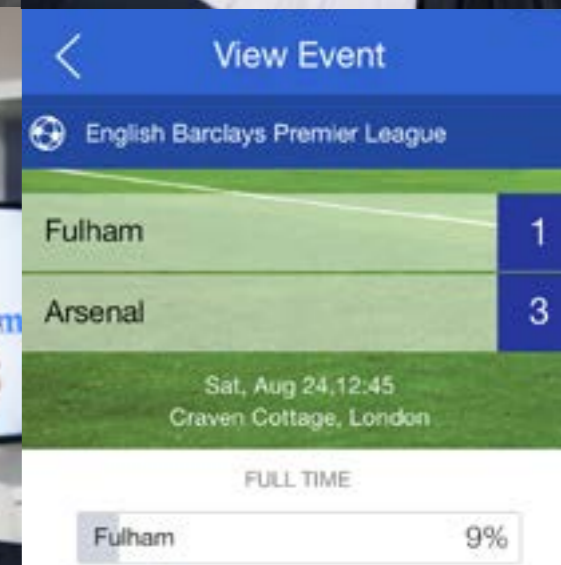 View Event
English Barclays Premier League
Fulham 1
Arsenal 3
Sat, Aug 24,12:45
Craven Cottage, London
FULL TIME
Fulham 9%